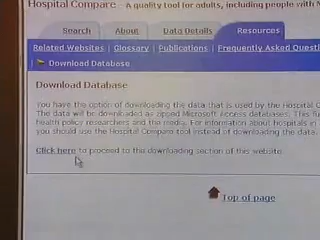 Hospital Compare - A quality tool for adults, including people with
Search About Data Details Resources
Related Websites | Glossary | Publications | Frequently Asked Questi
| Download Database
Download Database
You have the option of downloading the data that is used by the Hospital C
The data will be downloaded as zipped Microsoft Access databases. This fu
health policy researchers and the media. For information about hospitals in
you should use the Hospital Compare tool instead of downloading the data.
Click here to proceed to the downloading section of this website.
Top of page